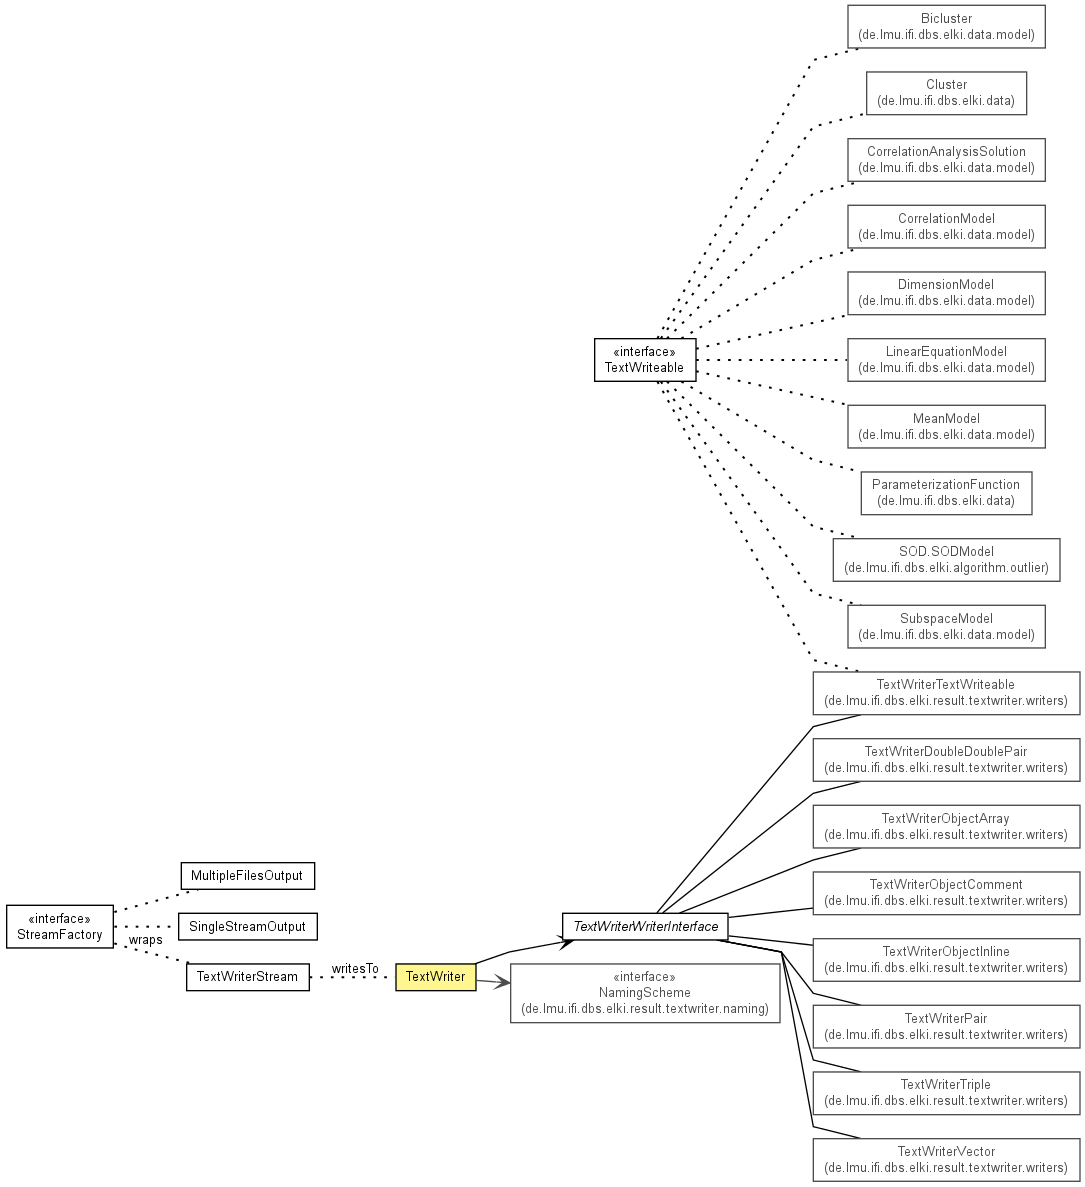 Bicluster
(de.lmu.ifi.dbs.elki.data.model)
Cluster
(de.lmu.ifi.dbs.elki.data)
CorrelationAnalysisSolution
(de.lmu.ifi.dbs.elki.data.model)
CorrelationModel
(de.lmu.ifi.dbs.elki.data.model)
DimensionModel
(de.lmu.ifi.dbs.elki.data.model)
«interface»
TextWriteable
LinearEquationModel
(de.lmu.ifi.dbs.elki.data.model)
MeanModel
(de.lmu.ifi.dbs.elki.data.model)
ParameterizationFunction
(de.lmu.ifi.dbs.elki.data)
SOD.SODModel
(de.lmu.ifi.dbs.elki.algorithm.outlier)
SubspaceModel
(de.lmu.ifi.dbs.elki.data.model)
TextWriterTextWriteable
(de.lmu.ifi.dbs.elki.result.textwriter.writers)
TextWriterDoubleDoublePair
(de.lmu.ifi.dbs.elki.result.textwriter.writers)
TextWriterObjectArray
(de.lmu.ifi.dbs.elki.result.textwriter.writers)
MultipleFilesOutput
TextWriterObjectComment
(de.lmu.ifi.dbs.elki.result.textwriter.writers)
«interface»
StreamFactory
SingleStreamOutput
TextWriterWriterInterface
wraps
TextWriterObjectInline
(de.lmu.ifi.dbs.elki.result.textwriter.writers)
TextWriterStream
writesTo
TextWriter
«interface»
NamingScheme
(de.lmu.ifi.dbs.elki.result.textwriter.naming)
TextWriterPair
(de.lmu.ifi.dbs.elki.result.textwriter.writers)
TextWriterTriple
(de.lmu.ifi.dbs.elki.result.textwriter.writers)
TextWriterVector
(de.lmu.ifi.dbs.elki.result.textwriter.writers)